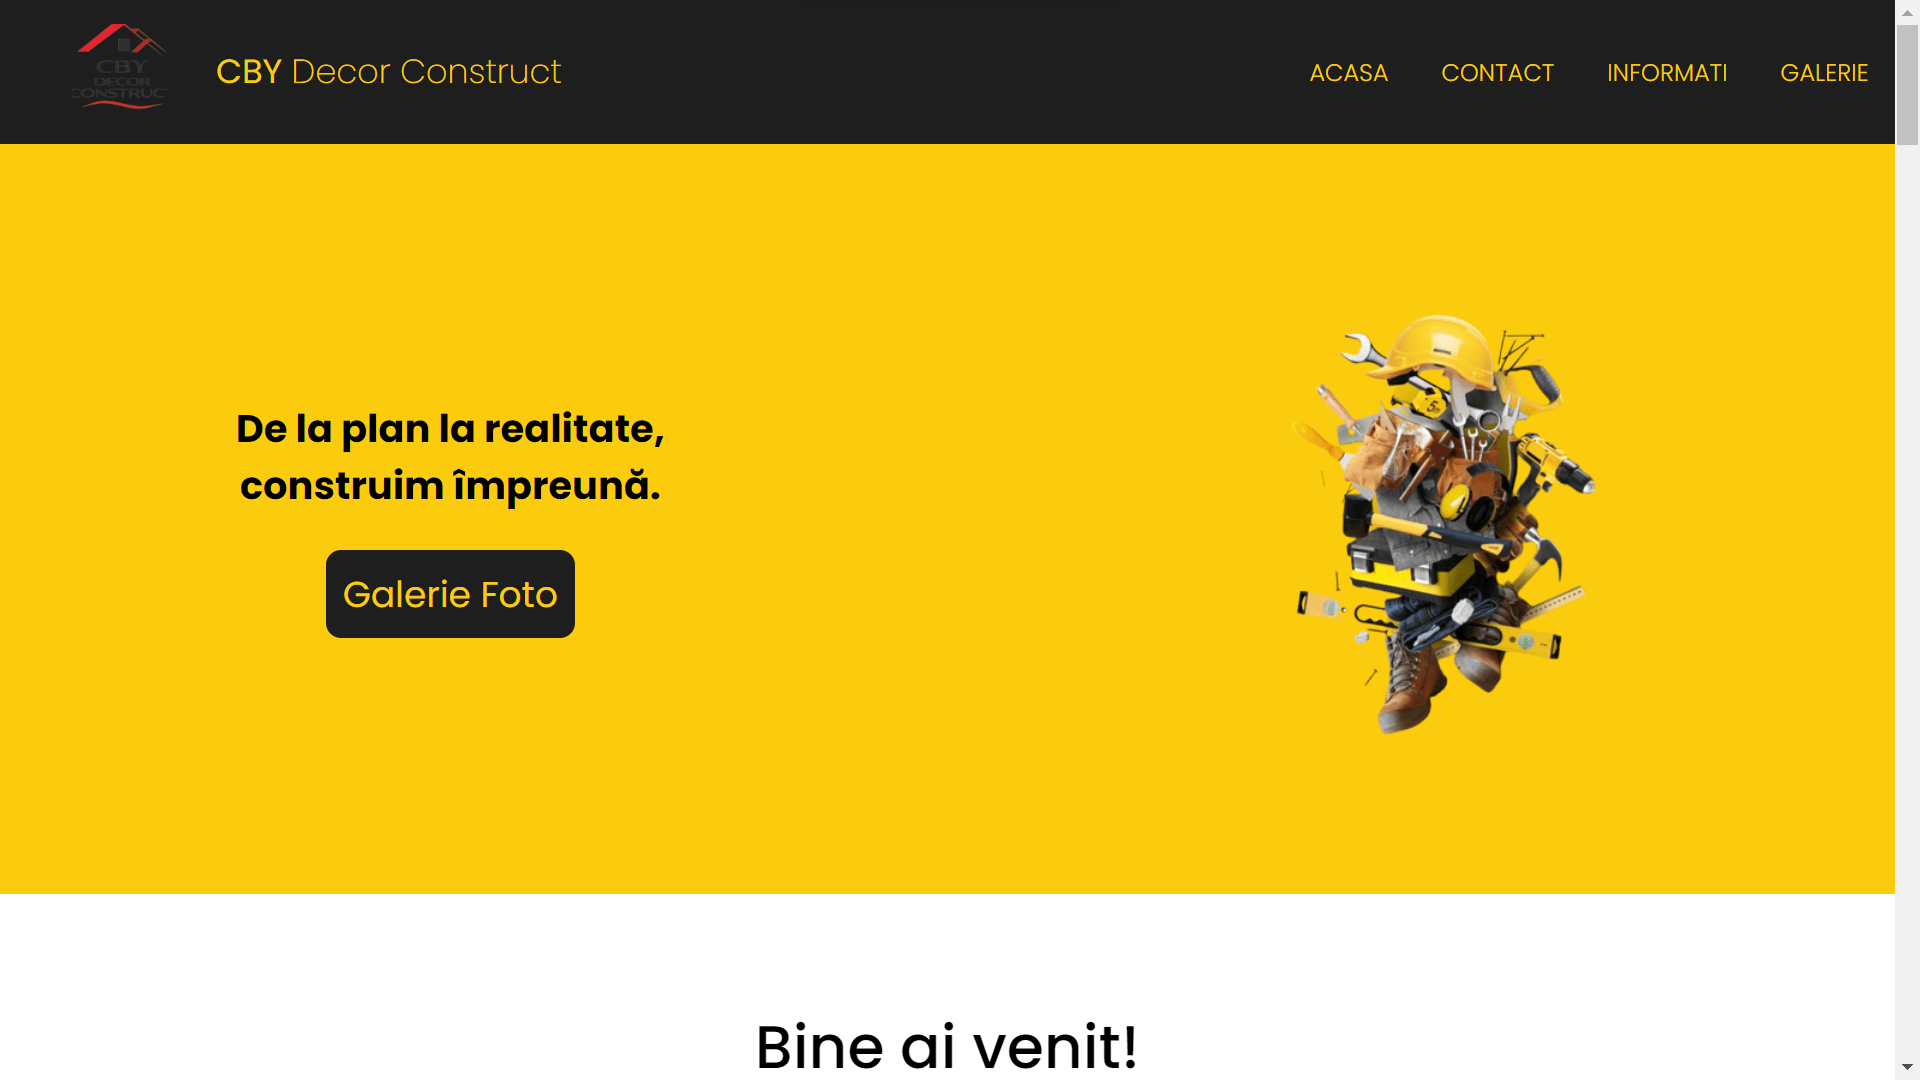 CBY
DECOR
CONSTRUC
CBY Decor Construct
ACASA
CONTACT
INFORMATI
GALERIE
De la plan la realitate,
construim împreună.
Galerie Foto
Bine ai venit!